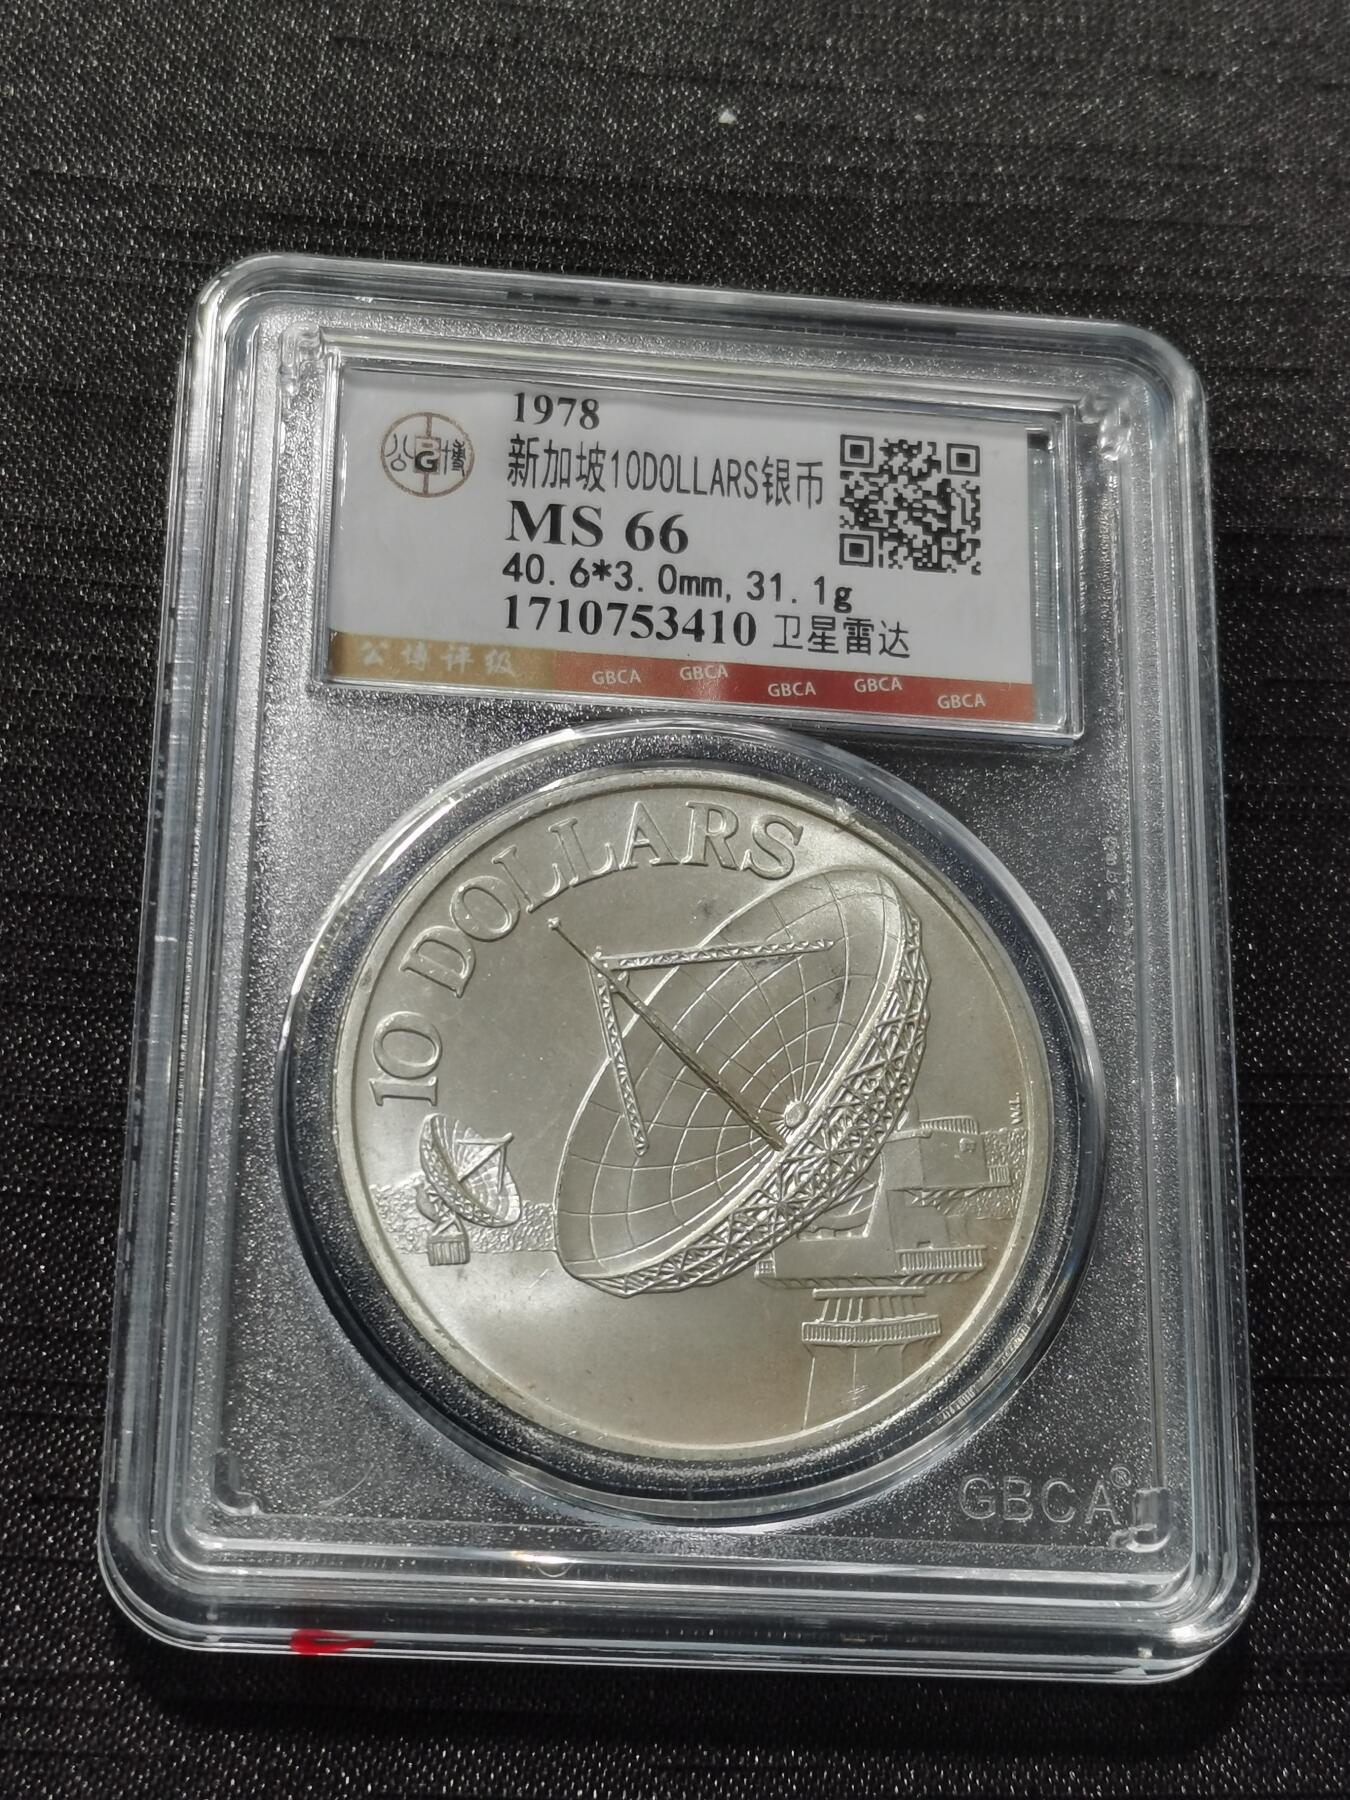 1978
公博
G
新加坡10DOLLARS银币
MS 66
40.6*3.0mm, 31.1g
1710753410 卫星雷达
公博评级
GBCA GBCA GBCA GBCA GBCA
10 DOLLARS
W.L.
GBCA®